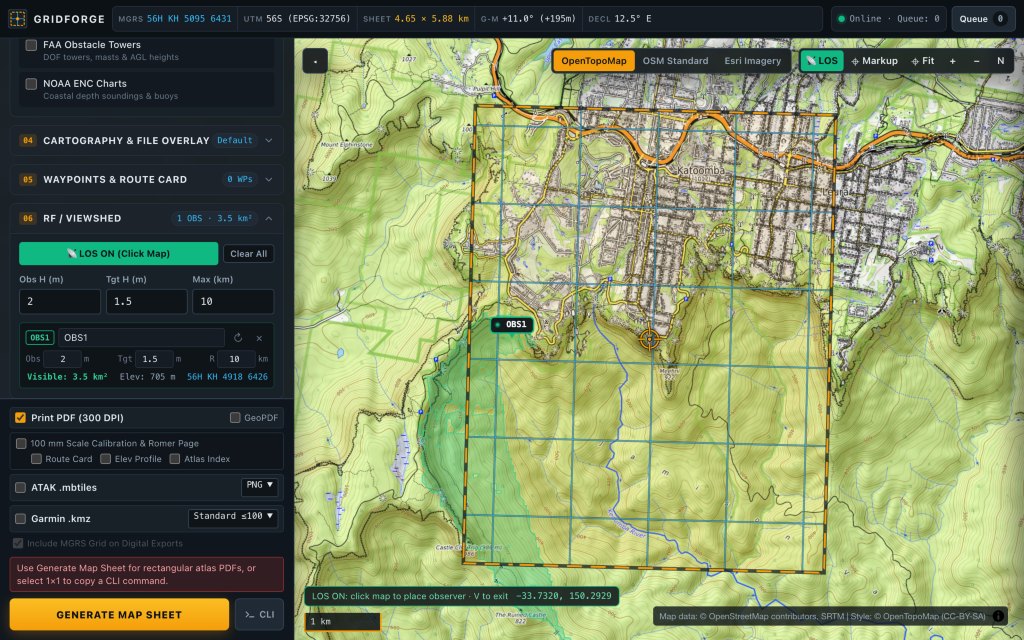 GRIDFORGE
MGRS 56H KH 5095 6431
UTM 56S (EPSG:32756)
SHEET 4.65 × 5.88 km
G-M +11.0° (+195m)
DECL 12.5° E
Online · Queue: 0
Queue 0
FAA Obstacle Towers
DOF towers, masts & AGL heights
NOAA ENC Charts
Coastal depth soundings & buoys
04 CARTOGRAPHY & FILE OVERLAY Default
05 WAYPOINTS & ROUTE CARD 0 WPs
06 RF / VIEWSHED 1 OBS · 3.5 km²
LOS ON (Click Map)
Clear All
Obs H (m) Tgt H (m) Max (km)
2 1.5 10
OBS1 OBS1
Obs 2 m Tgt 1.5 m R 10 km
Visible: 3.5 km² Elev: 705 m 56H KH 4918 6426
Print PDF (300 DPI)
GeoPDF
100 mm Scale Calibration & Romer Page
Route Card Elev Profile Atlas Index
ATAK .mbtiles PNG
Garmin .kmz Standard ≤100
Include MGRS Grid on Digital Exports
Use Generate Map Sheet for rectangular atlas PDFs, or
select 1×1 to copy a CLI command.
GENERATE MAP SHEET
>_ CLI
OpenTopoMap OSM Standard Esri Imagery
LOS Markup Fit + − N
1027
Mount Elphinstone
Katoomba
OBS1
The Ruined Castle
822
LOS ON: click map to place observer · V to exit −33.7320, 150.2929
1 km
Map data: © OpenStreetMap contributors, SRTM | Style: © OpenTopoMap (CC-BY-SA)